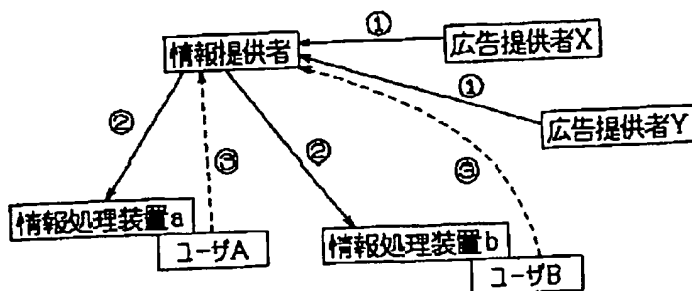 ①
情報提供者
広告提供者X
①
②
③
②
広告提供者Y
③
情報処理装置a
ユーザA
情報処理装置b
ユーザB